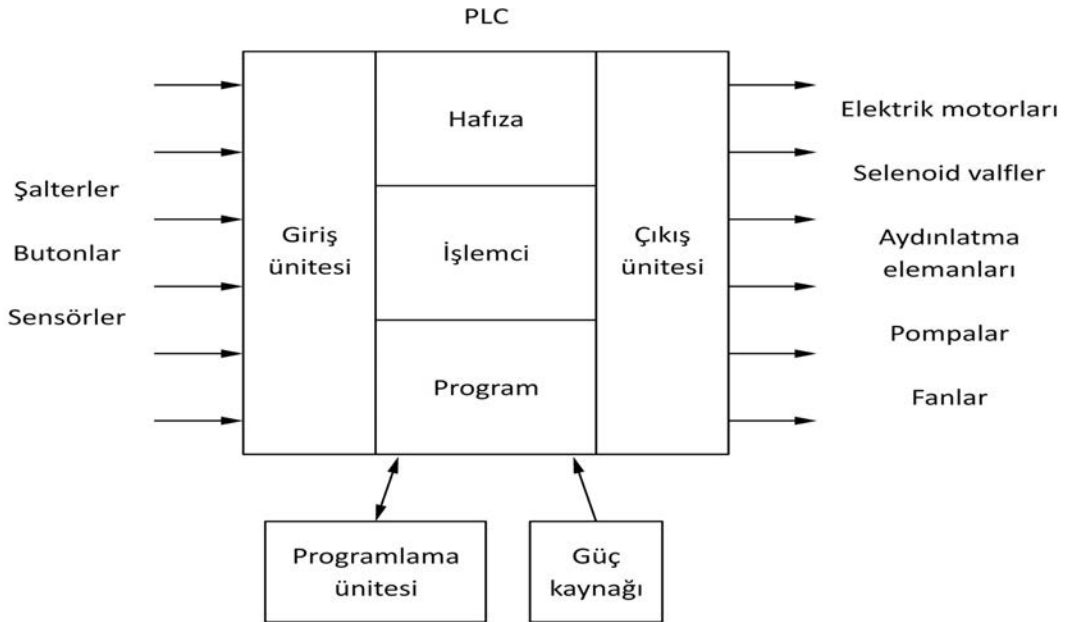 PLC
Şalterler
Butonlar
Sensörler
Giriş
ünitesi
Hafıza
İşlemci
Program
Çıkış
ünitesi
Elektrik motorları
Selenoid valfler
Aydınlatma
elemanları
Pompalar
Fanlar
Programlama
ünitesi
Güç
kaynağı